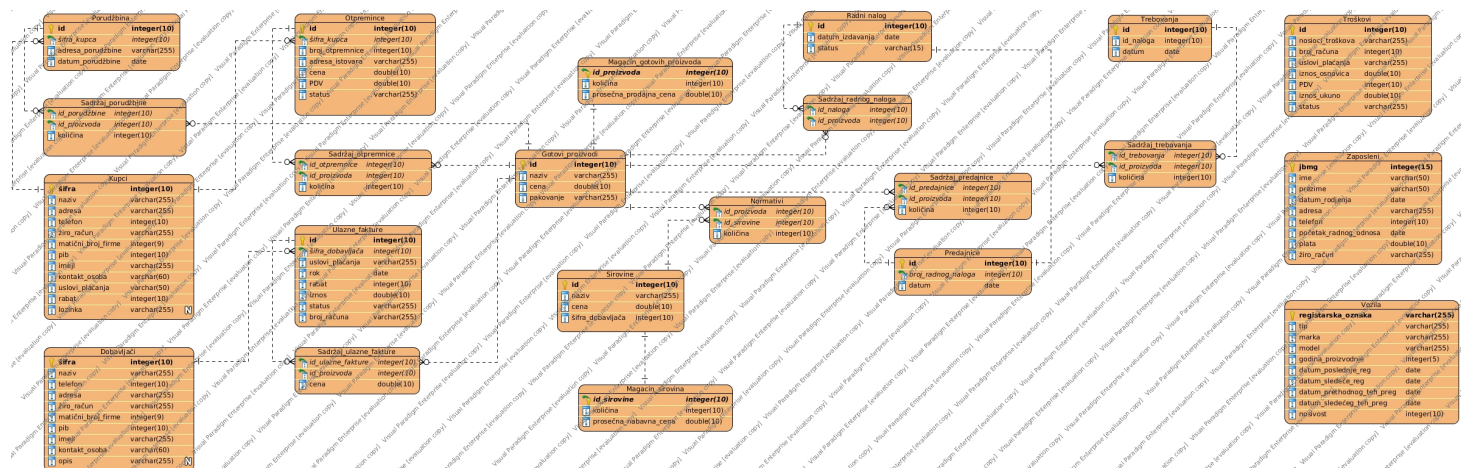 Porudžbina
id integer(10)
šifra_kupca integer(10)
adresa_porudžbine varchar(255)
datum_porudžbine date
Sadržaj_porudžbine
id_porudžbine integer(10)
id_proizvoda integer(10)
količina integer(10)
Kupci
šifra integer(10)
naziv varchar(255)
adresa varchar(255)
telefon integer(10)
žiro_račun varchar(255)
matični_broj_firme integer(9)
pib integer(10)
imejl varchar(255)
kontakt_osoba varchar(60)
uslovi_plaćanja varchar(50)
rabat integer(10)
lozinka varchar(255) N
Dobavljači
šifra integer(10)
naziv varchar(255)
telefon integer(10)
adresa varchar(255)
žiro_račun varchar(255)
matični_broj_firme integer(9)
pib integer(10)
imejl varchar(255)
kontakt_osoba varchar(60)
opis varchar(255) N
Otpremnice
id integer(10)
šifra_kupca integer(10)
broj_otpremnice integer(10)
adresa_istovara varchar(255)
cena double(10)
PDV double(10)
status varchar(255)
Sadržaj_otpremnice
id_otpremnice integer(10)
id_proizvoda integer(10)
količina integer(10)
Ulazne_fakture
id integer(10)
šifra_dobavljača integer(10)
uslovi_plaćanja varchar(255)
rok date
rabat integer(10)
iznos double(10)
status varchar(255)
broj_računa integer(10)
Sadržaj_ulazne_fakture
id_ulazne_fakture integer(10)
id_proizvoda integer(10)
cena double(10)
Magacin_gotovih_proizvoda
id_proizvoda integer(10)
količina integer(10)
prosečna_prodajna_cena double(10)
Gotovi_proizvodi
id integer(10)
naziv varchar(255)
cena double(10)
pakovanje varchar(255)
Sirovine
id integer(10)
naziv varchar(255)
cena double(10)
šifra_dobavljača integer(10)
Magacin_sirovina
id_sirovine integer(10)
količina integer(10)
prosečna_nabavna_cena double(10)
Normativi
id_proizvoda integer(10)
id_sirovine integer(10)
količina integer(10)
Radni nalog
id integer(10)
datum_izdavanja date
status varchar(15)
Sadržaj_radnog_naloga
id_naloga integer(10)
id_proizvoda integer(10)
Sadržaj_predajnice
id_predajnice integer(10)
id_proizvoda integer(10)
količina integer(10)
Predajnice
id integer(10)
broj_radnog_naloga integer(10)
datum date
Trebovanja
id integer(10)
id_naloga integer(10)
datum date
Sadržaj_trebovanja
id_trebovanja integer(10)
id_proizvoda integer(10)
količina integer(10)
Troškovi
id integer(10)
nosioci_troškova varchar(255)
broj_računa integer(10)
uslovi_plaćanja varchar(255)
iznos_osnovica double(10)
PDV integer(10)
iznos_ukuno double(10)
status varchar(255)
Zaposleni
jbmg integer(15)
ime varchar(50)
prezime varchar(50)
datum_rodjenja date
adresa varchar(255)
telefon integer(10)
početak_radnog_odnosa date
plata double(10)
žiro_račun varchar(255)
Vozila
registarska_oznska varchar(255)
tip varchar(255)
marka varchar(255)
model varchar(255)
godina_proizvodnje integer(5)
datum_poslednje_reg date
datum_sledeće_reg date
datum_prethodnog_teh_preg date
datum_sledećeg_teh_preg date
nosivost integer(10)
Visual Paradigm Enterprise [evaluation copy]